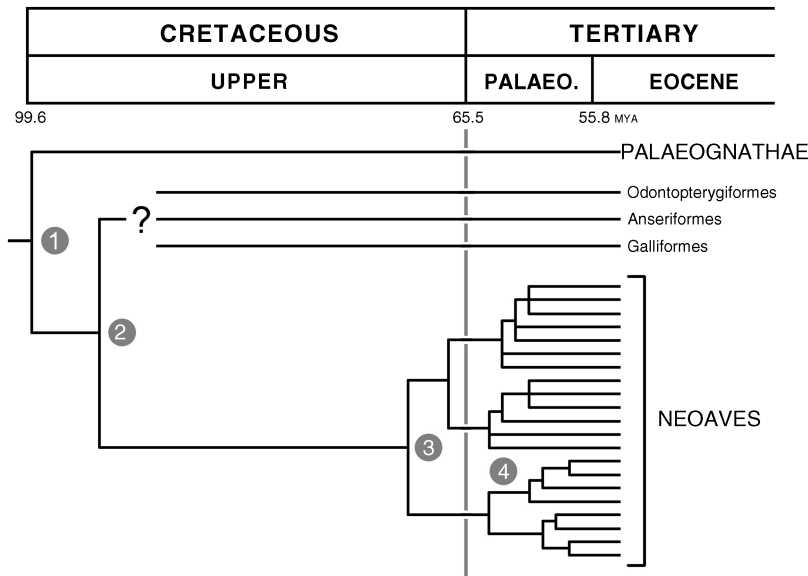 CRETACEOUS TERTIARY
UPPER PALAEO. EOCENE
99.6 65.5 55.8 MYA
PALAEOGNATHAE
Odontopterygiformes
? Anseriformes
1 Galliformes
2
3 NEOAVES
4